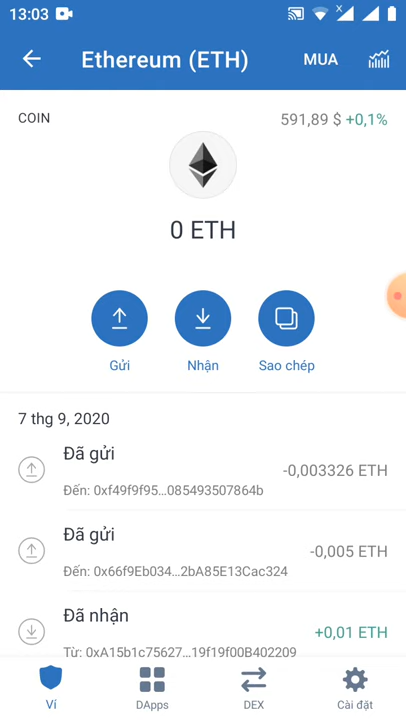 13:03
Ethereum (ETH)
MUA
COIN
591,89 $ +0,1%
0 ETH
Gửi
Nhận
Sao chép
7 thg 9, 2020
Đã gửi
-0,003326 ETH
Đến: 0xf49f9f95...085493507864b
Đã gửi
-0,005 ETH
Đến: 0x66f9Eb034...2bA85E13Cac324
Đã nhận
+0,01 ETH
Từ: 0xA15b1c75627...19f19f00B402209
Ví
DApps
DEX
Cài đặt